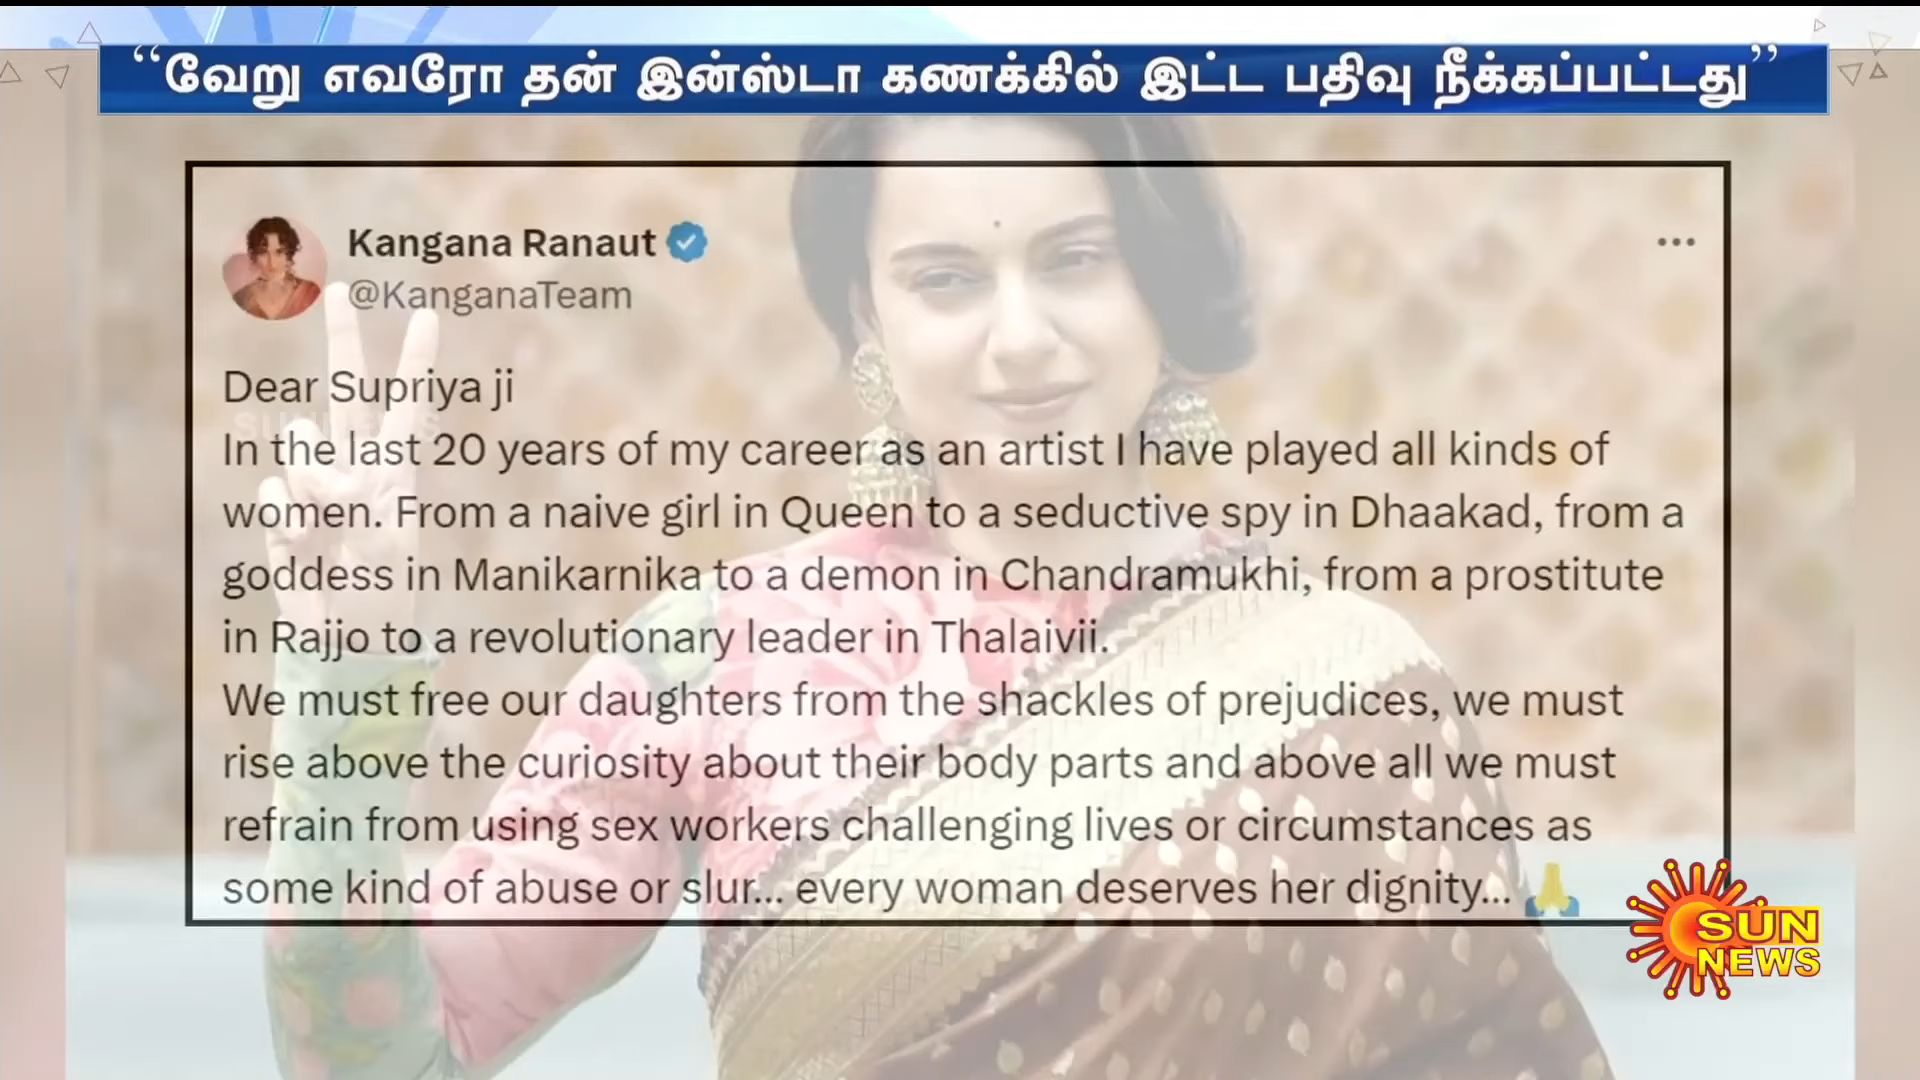 “வேறு எவரோ தன் இன்ஸ்டா கணக்கில் இட்ட பதிவு நீக்கப்பட்டது”
Kangana Ranaut
@KanganaTeam
Dear Supriya ji
SUN NEWS
In the last 20 years of my career as an artist I have played all kinds of
women. From a naive girl in Queen to a seductive spy in Dhaakad, from a
goddess in Manikarnika to a demon in Chandramukhi, from a prostitute
in Rajjo to a revolutionary leader in Thalaivii.
We must free our daughters from the shackles of prejudices, we must
rise above the curiosity about their body parts and above all we must
refrain from using sex workers challenging lives or circumstances as
some kind of abuse or slur... every woman deserves her dignity... 🙏
SUN
NEWS